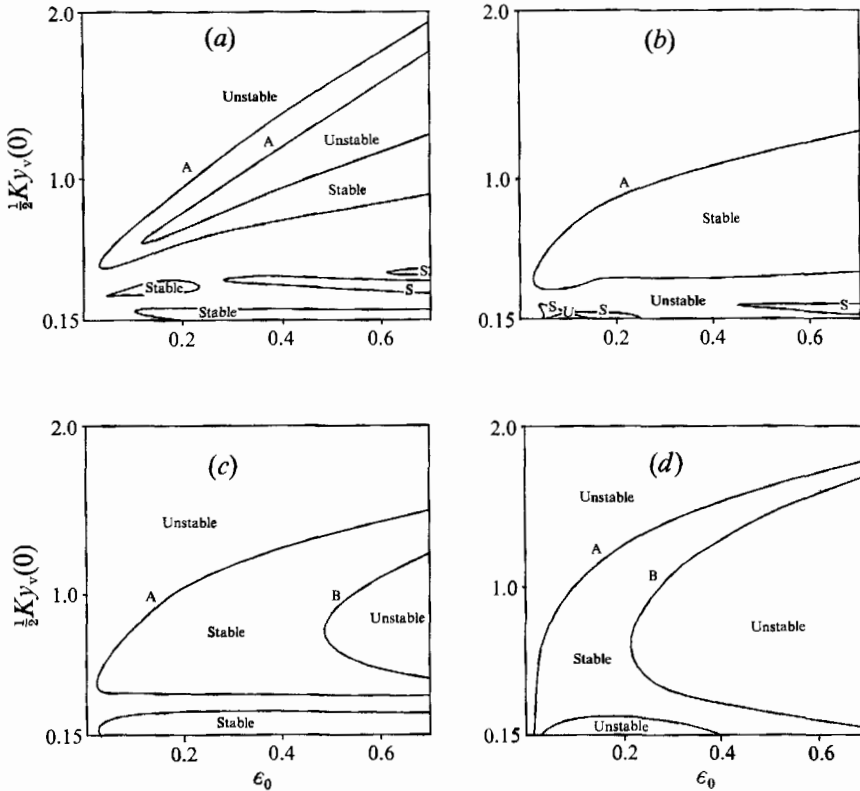 2.0
(a)
Unstable
A
A
Unstable
1.0
Stable
½Ky_v(0)
S
Stable
S
Stable
0.15
0.2
0.4
0.6
2.0
(b)
1.0
A
Stable
S
U
S
Unstable
S
0.15
0.2
0.4
0.6
2.0
(c)
Unstable
1.0
A
B
Stable
Unstable
½Ky_v(0)
Stable
0.15
0.2
0.4
0.6
ϵ₀
2.0
(d)
Unstable
A
B
1.0
Stable
Unstable
Unstable
0.15
0.2
0.4
0.6
ϵ₀